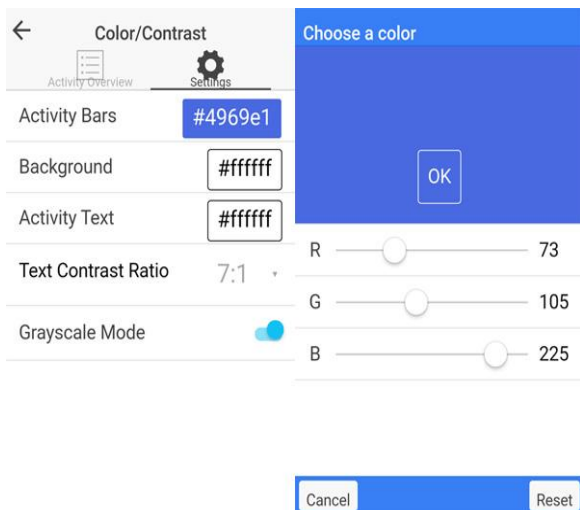 Color/Contrast
Activity Overview
Settings
Activity Bars #4969e1
Background #ffffff
Activity Text #ffffff
Text Contrast Ratio 7:1
Grayscale Mode
Choose a color
OK
R 73
G 105
B 225
Cancel Reset